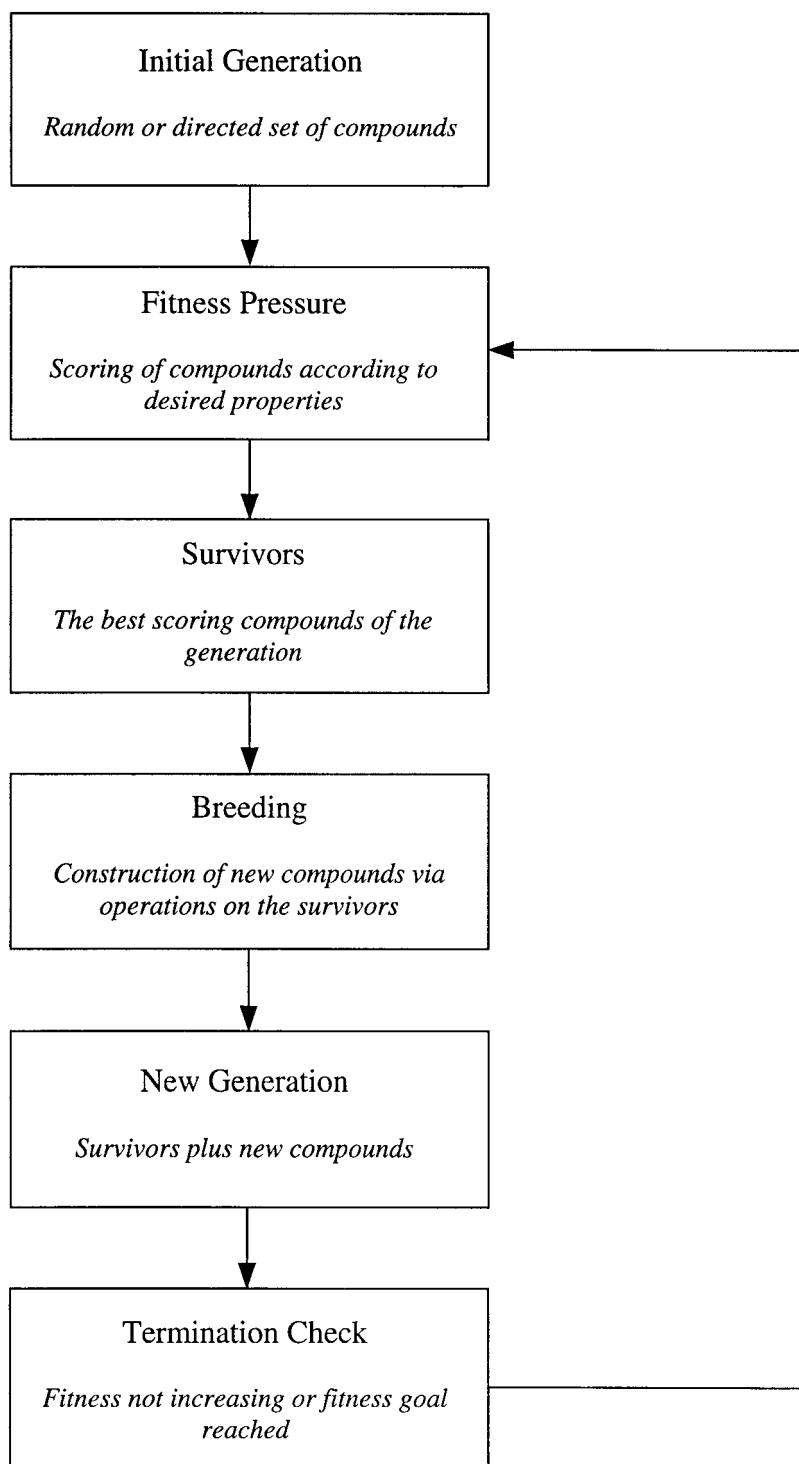 Initial Generation
Random or directed set of compounds
Fitness Pressure
Scoring of compounds according to
desired properties
Survivors
The best scoring compounds of the
generation
Breeding
Construction of new compounds via
operations on the survivors
New Generation
Survivors plus new compounds
Termination Check
Fitness not increasing or fitness goal
reached